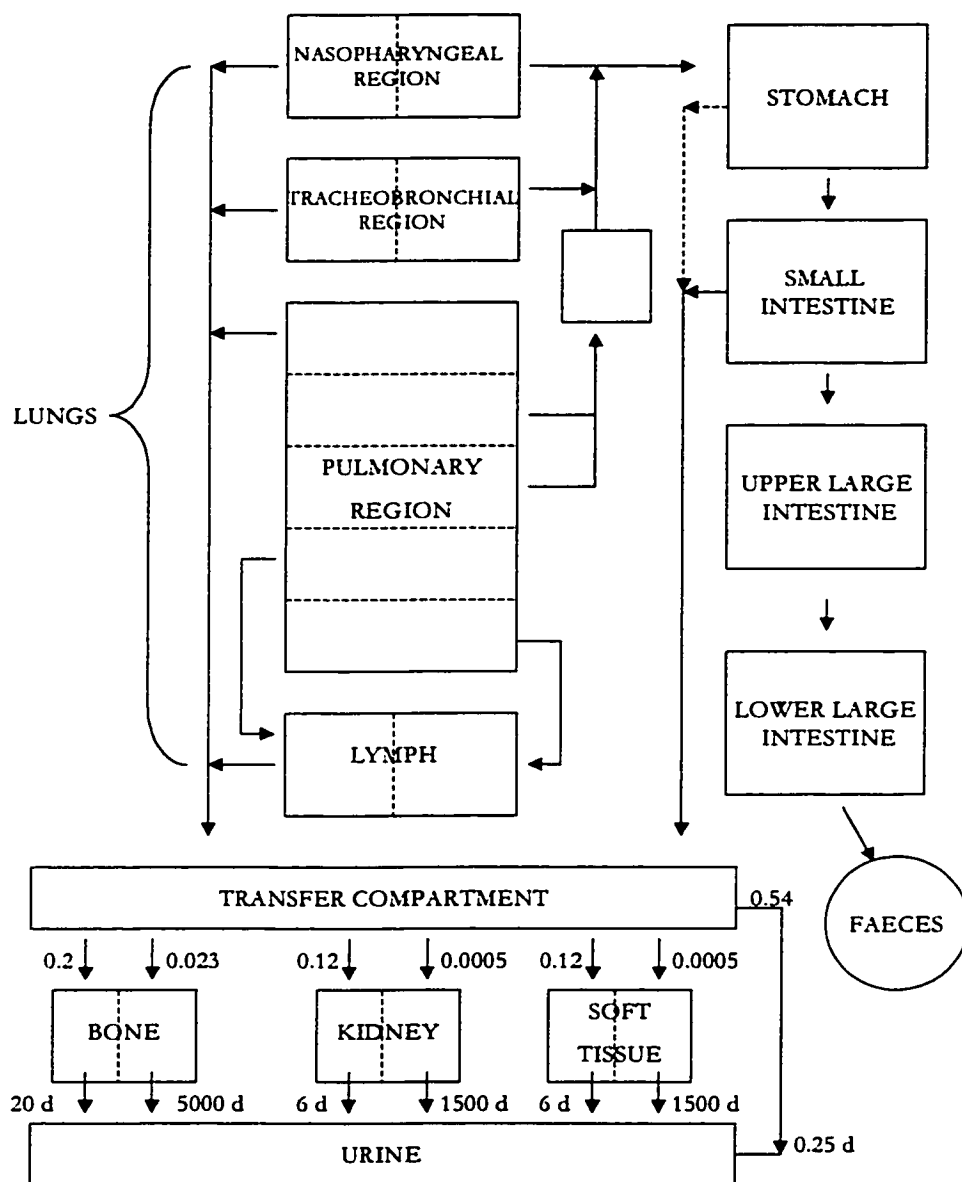 NASOPHARYNGEAL
REGION
STOMACH
TRACHEOBRONCHIAL
REGION
SMALL
INTESTINE
LUNGS
PULMONARY
REGION
UPPER LARGE
INTESTINE
LYMPH
LOWER LARGE
INTESTINE
TRANSFER COMPARTMENT
0.54
FAECES
0.2
0.023
0.12
0.0005
0.12
0.0005
BONE
KIDNEY
SOFT
TISSUE
20 d
5000 d
6 d
1500 d
6 d
1500 d
0.25 d
URINE